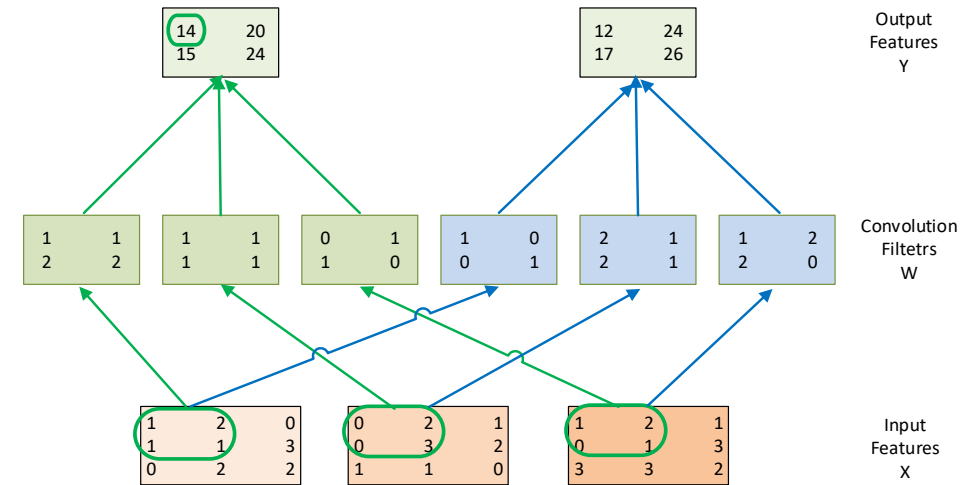 14 20
15 24
12 24
17 26
Output
Features
Y
1 1
2 2
1 1
1 1
0 1
1 0
1 0
0 1
2 1
2 1
1 2
2 0
Convolution
Filtetrs
W
1 2 0
1 1 3
0 2 2
0 2 1
0 3 2
1 1 0
1 2 1
0 1 3
3 3 2
Input
Features
X